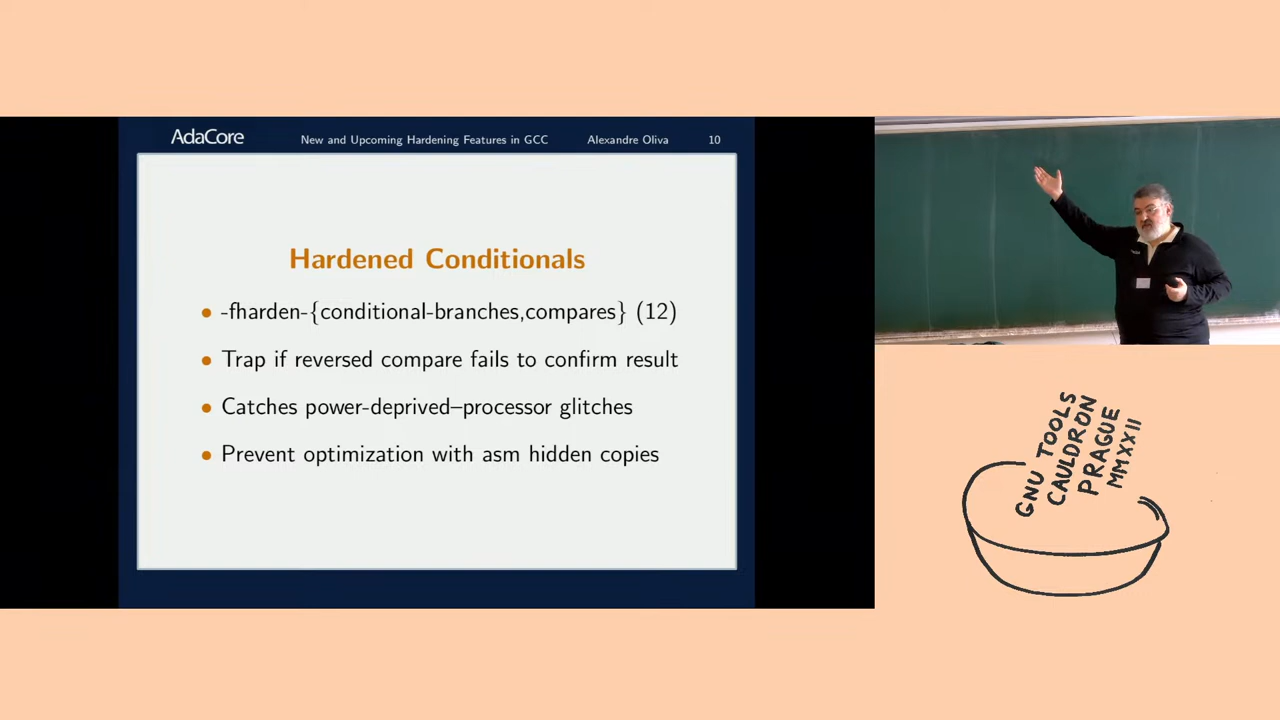 AdaCore New and Upcoming Hardening Features in GCC Alexandre Oliva 10
Hardened Conditionals
• -fharden-{conditional-branches,compares} (12)
• Trap if reversed compare fails to confirm result
• Catches power-deprived–processor glitches
• Prevent optimization with asm hidden copies
GNU TOOLS
CAULDRON
PRAGUE
MMXXII